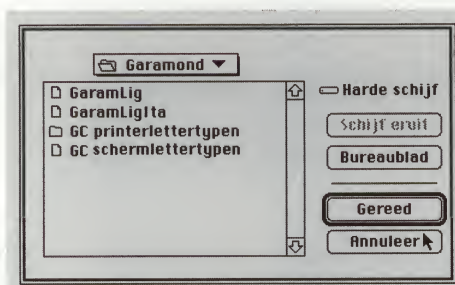 Garamond
GaramLig
GaramLigIta
GC printerlettertypen
GC schermlettertypen
Harde schijf
Schijf eruit
Bureaublad
Gereed
Annuleer